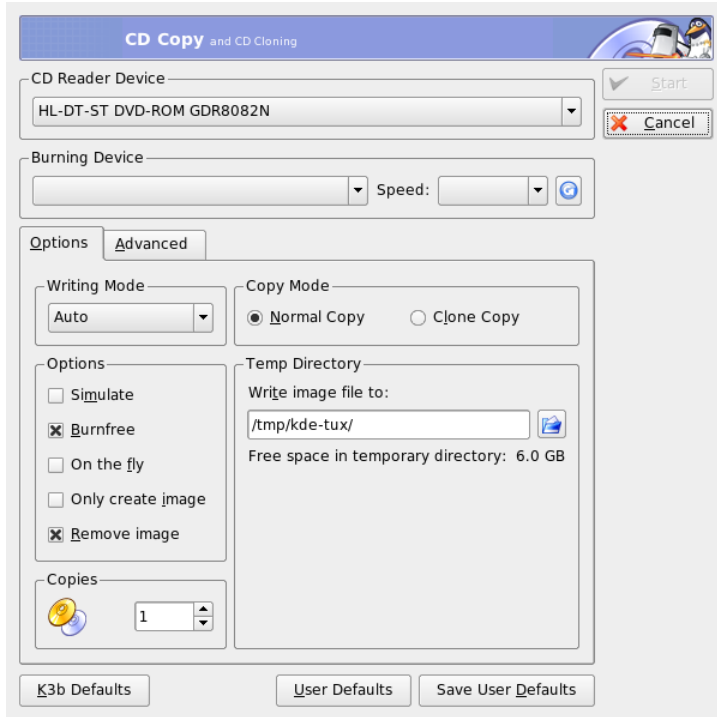 CD Copy and CD Cloning
CD Reader Device
Start
HL-DT-ST DVD-ROM GDR8082N
Cancel
Burning Device
Speed:
Options
Advanced
Writing Mode
Copy Mode
Auto
Normal Copy
Clone Copy
Options
Temp Directory
Simulate
Write image file to:
Burnfree
/tmp/kde-tux/
On the fly
Free space in temporary directory: 6.0 GB
Only create image
Remove image
Copies
1
K3b Defaults
User Defaults
Save User Defaults